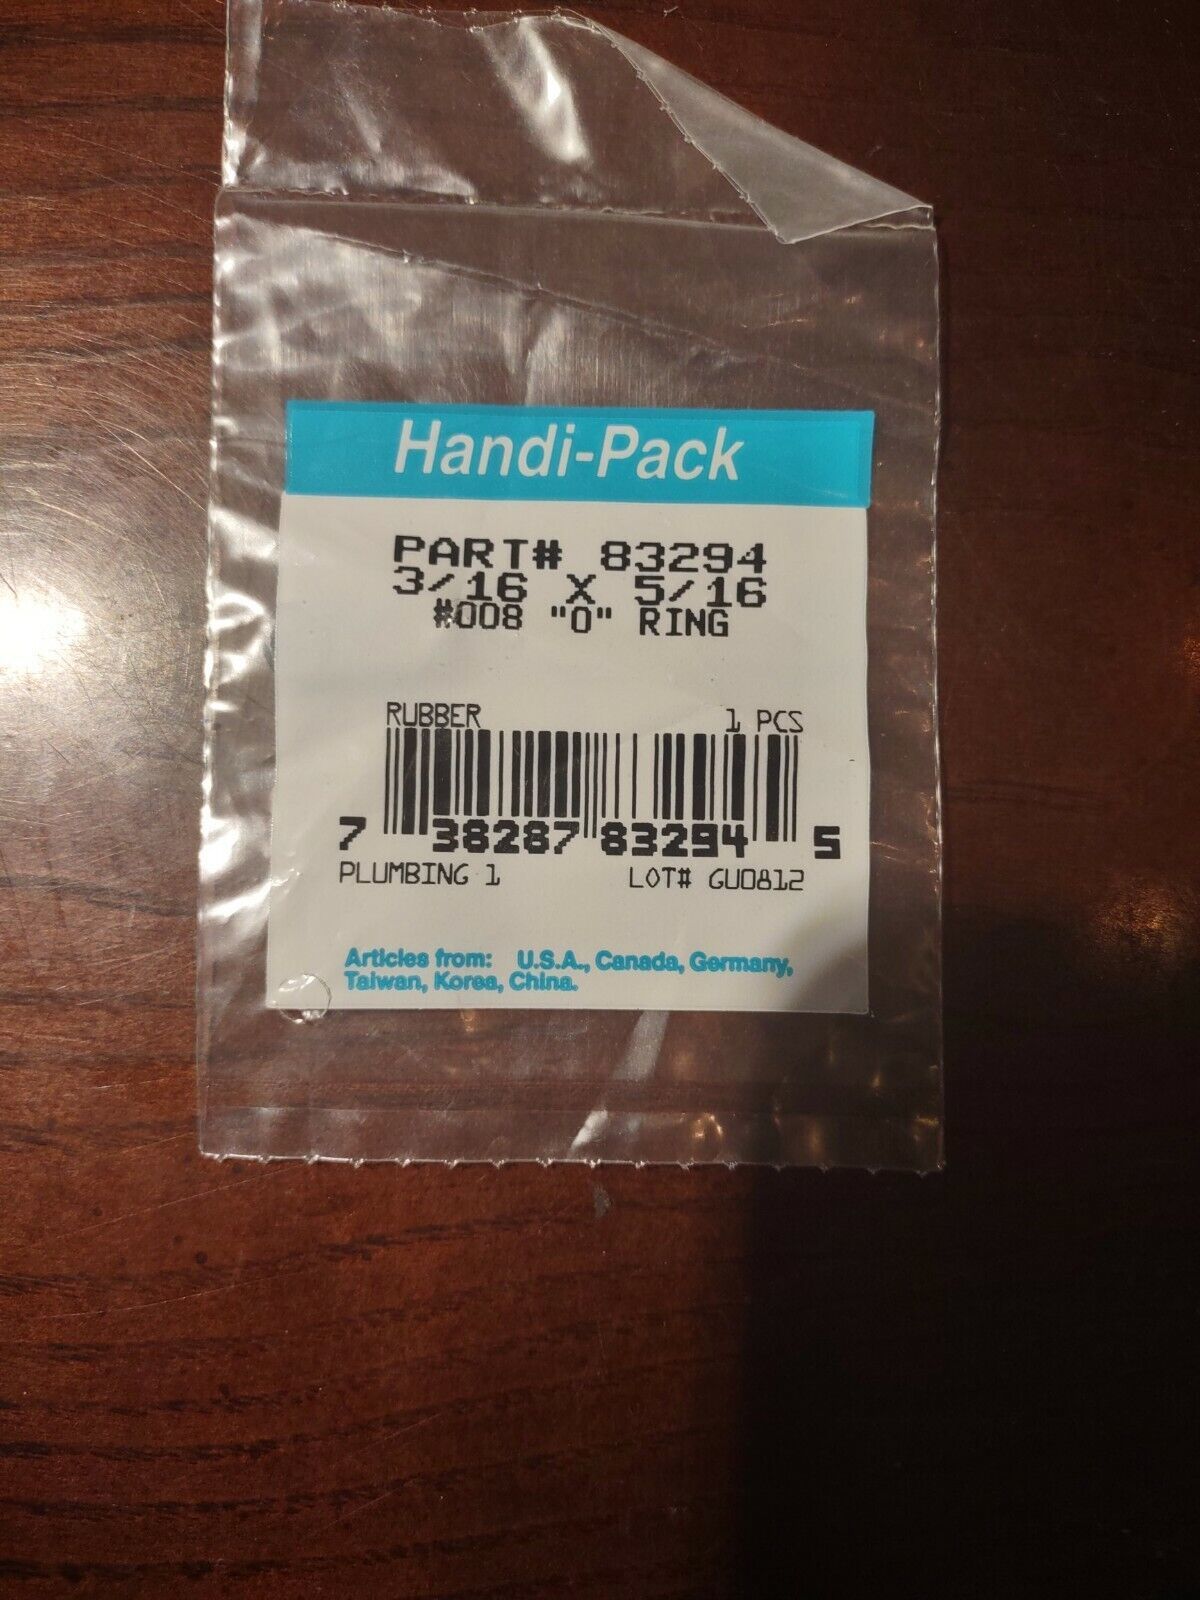 Handi-Pack
PART# 83294
3/16 X 5/16
#008 "O" RING
RUBBER 1 PCS
7 38287 83294 5
PLUMBING 1 LOT# GU0812
Articles from: U.S.A., Canada, Germany,
Taiwan, Korea, China.